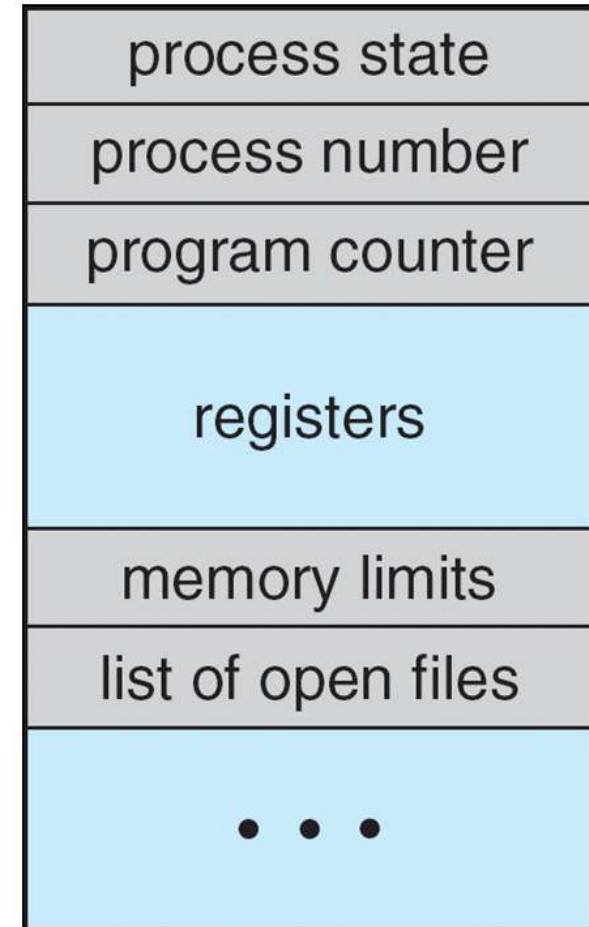 process state
process number
program counter
registers
memory limits
list of open files
• • •